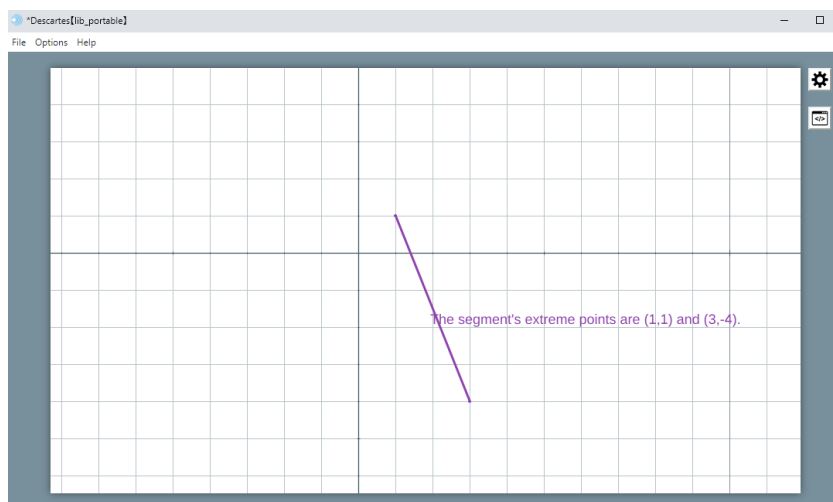 *Descartes【lib_portable】
File Options Help
</>
The segment's extreme points are (1,1) and (3,-4).